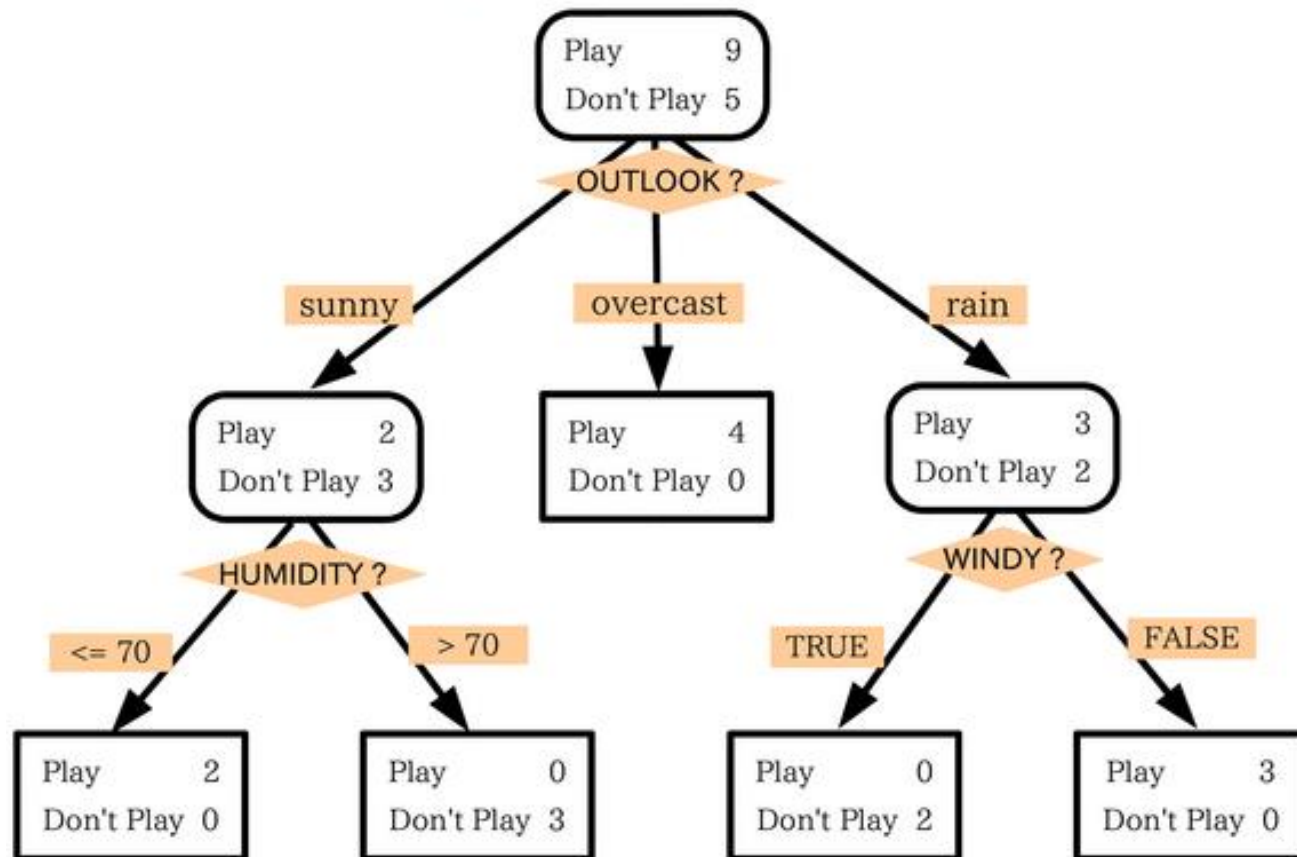 Play 9
Don't Play 5
OUTLOOK ?
sunny
overcast
rain
Play 2
Don't Play 3
Play 4
Don't Play 0
Play 3
Don't Play 2
HUMIDITY ?
WINDY ?
<= 70
> 70
TRUE
FALSE
Play 2
Don't Play 0
Play 0
Don't Play 3
Play 0
Don't Play 2
Play 3
Don't Play 0